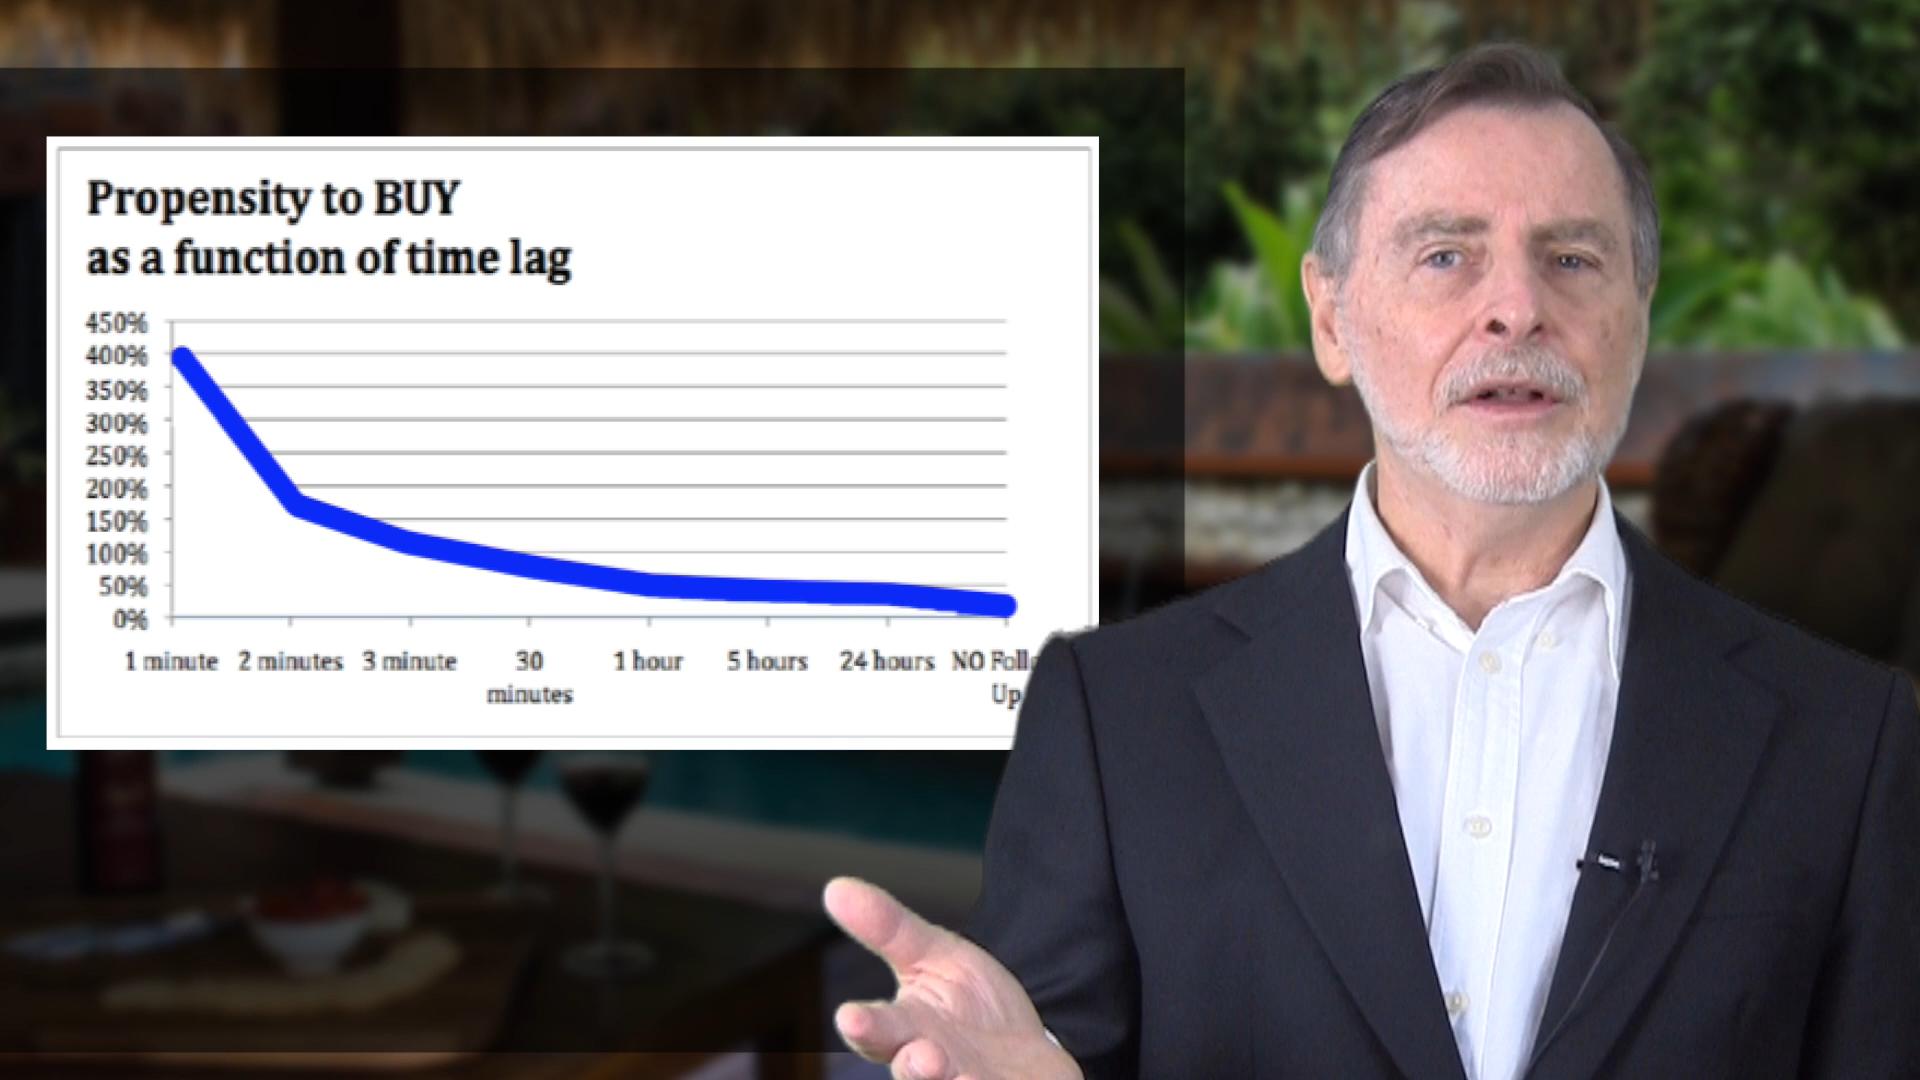 Propensity to BUY
as a function of time lag
450%
400%
350%
300%
250%
200%
150%
100%
50%
0%
1 minute 2 minutes 3 minute 30 minutes 1 hour 5 hours 24 hours NO
Up